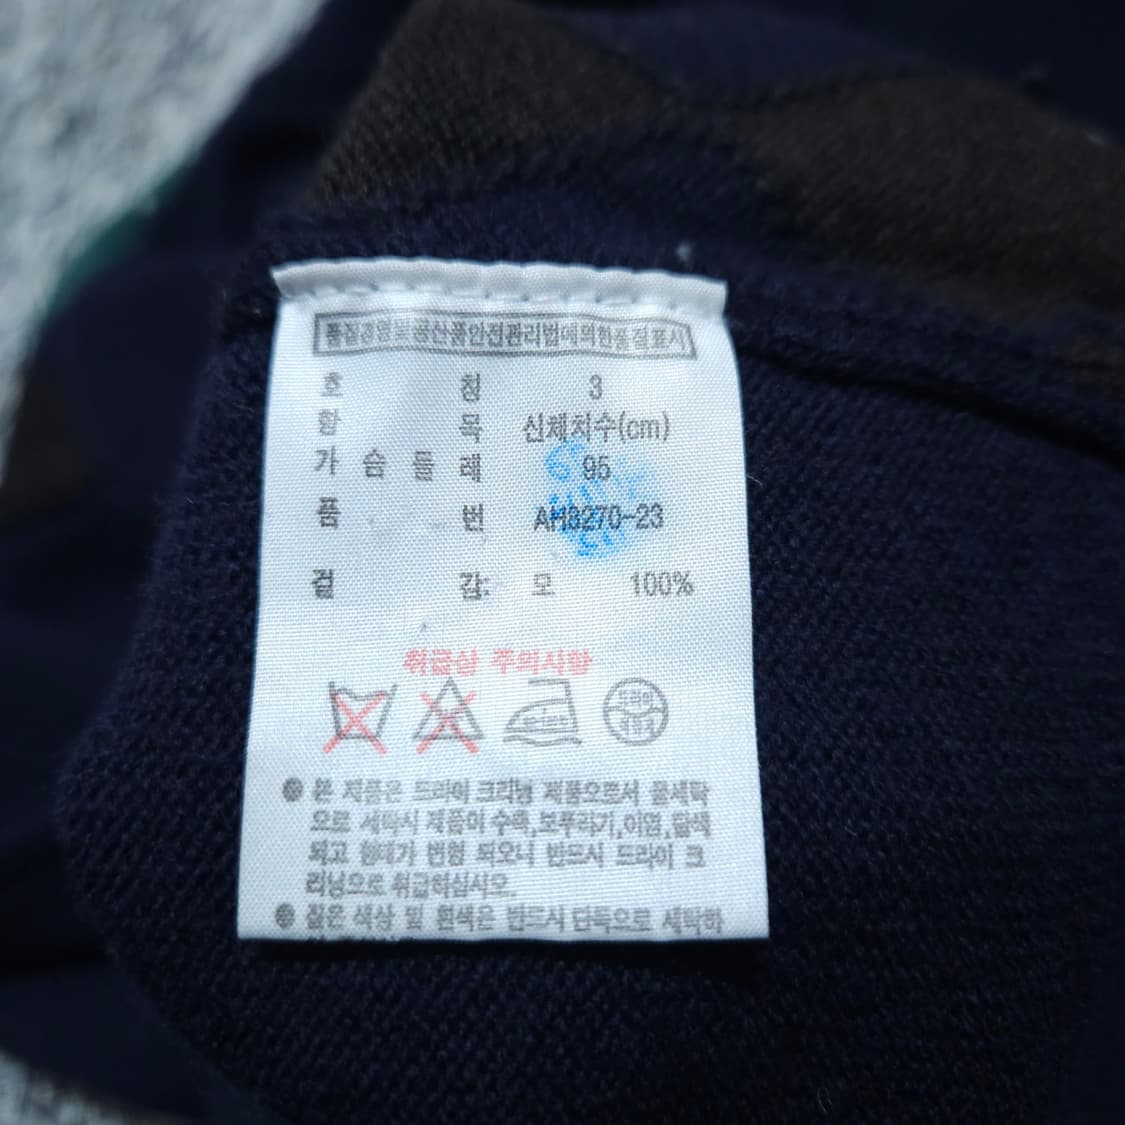 품질경영및공산품안전관리법에의한품질표시
호 칭 3
항 목 신체치수(cm)
가 슴 둘 레 95
품 번 AH3270-23
겉 감: 모 100%
취급상 주의사항
드라이
● 본 제품은 드라이 크리닝 제품으로서 물세탁
으로 세탁시 제품이 수축,보푸라기,이염,탈색
되고 형태가 변형 되오니 반드시 드라이 크
리닝으로 취급하십시오.
● 짙은 색상 및 흰색은 반드시 단독으로 세탁하